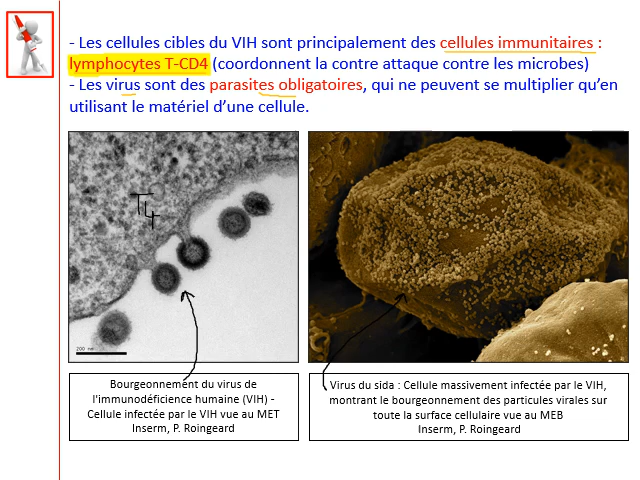 - Les cellules cibles du VIH sont principalement des cellules immunitaires :
lymphocytes T-CD4 (coordonnent la contre attaque contre les microbes)
- Les virus sont des parasites obligatoires, qui ne peuvent se multiplier qu’en
utilisant le matériel d’une cellule.
T4
200 nm
Bourgeonnement du virus de
l'immunodéficience humaine (VIH) -
Cellule infectée par le VIH vue au MET
Inserm, P. Roingeard
Virus du sida : Cellule massivement infectée par le VIH,
montrant le bourgeonnement des particules virales sur
toute la surface cellulaire vue au MEB
Inserm, P. Roingeard